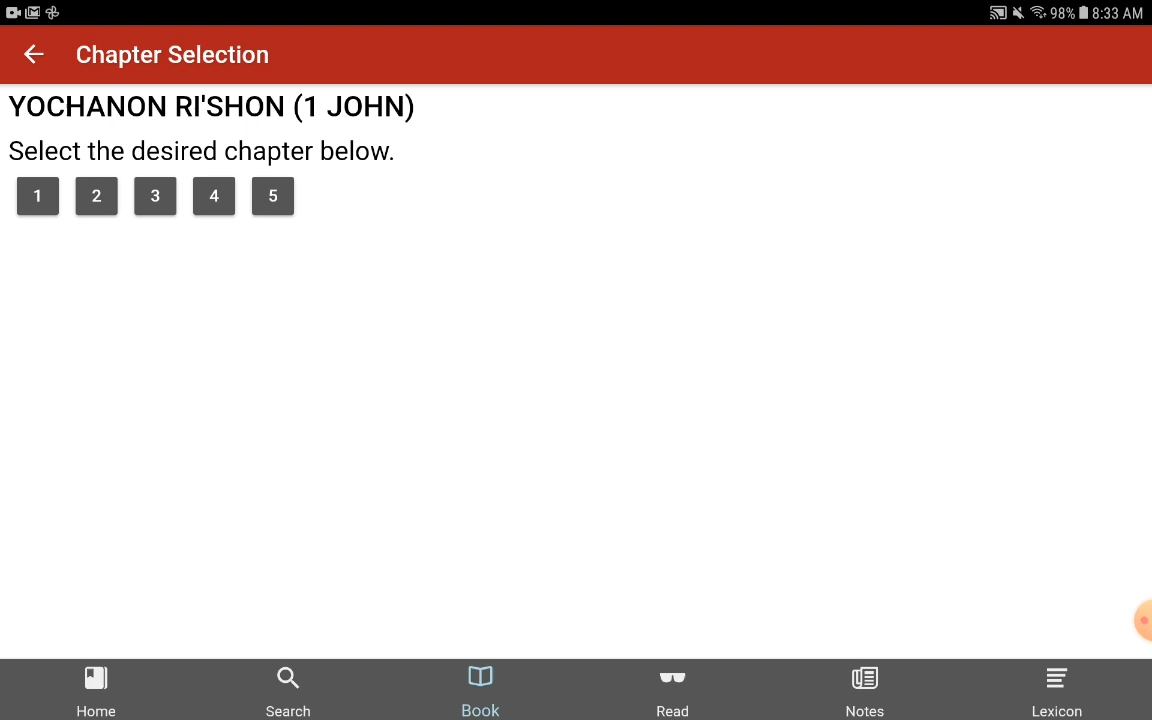 98% 8:33 AM
Chapter Selection
YOCHANON RI'SHON (1 JOHN)
Select the desired chapter below.
1 2 3 4 5
Home Search Book Read Notes Lexicon